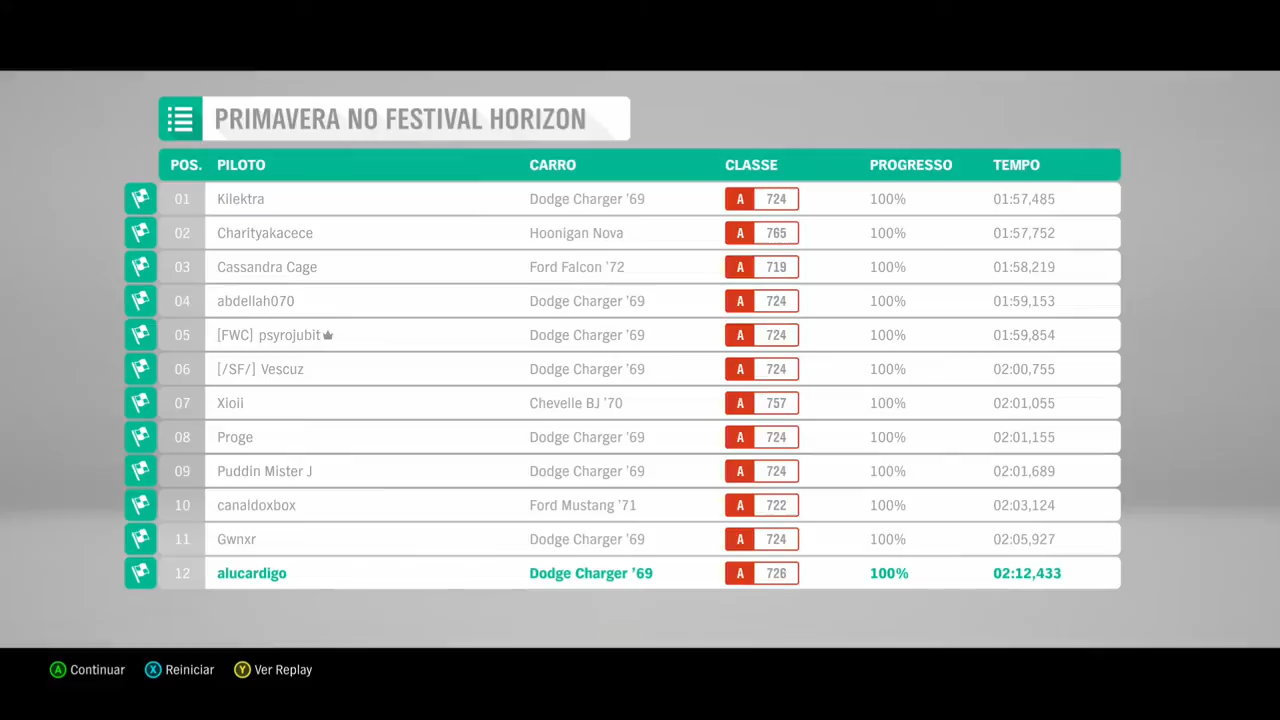 PRIMAVERA NO FESTIVAL HORIZON
POS. PILOTO CARRO CLASSE PROGRESSO TEMPO
01 Kilektra Dodge Charger '69 A 724 100% 01:57,485
02 Charityakacece Hoonigan Nova A 765 100% 01:57,752
03 Cassandra Cage Ford Falcon '72 A 719 100% 01:58,219
04 abdellah070 Dodge Charger '69 A 724 100% 01:59,153
05 [FWC] psyrojubit Dodge Charger '69 A 724 100% 01:59,854
06 [/SF/] Vescuz Dodge Charger '69 A 724 100% 02:00,755
07 Xioii Chevelle BJ '70 A 757 100% 02:01,055
08 Proge Dodge Charger '69 A 724 100% 02:01,155
09 Puddin Mister J Dodge Charger '69 A 724 100% 02:01,689
10 canaldoxbox Ford Mustang '71 A 722 100% 02:03,124
11 Gwnxr Dodge Charger '69 A 724 100% 02:05,927
12 alucardigo Dodge Charger '69 A 726 100% 02:12,433
A Continuar X Reiniciar Y Ver Replay